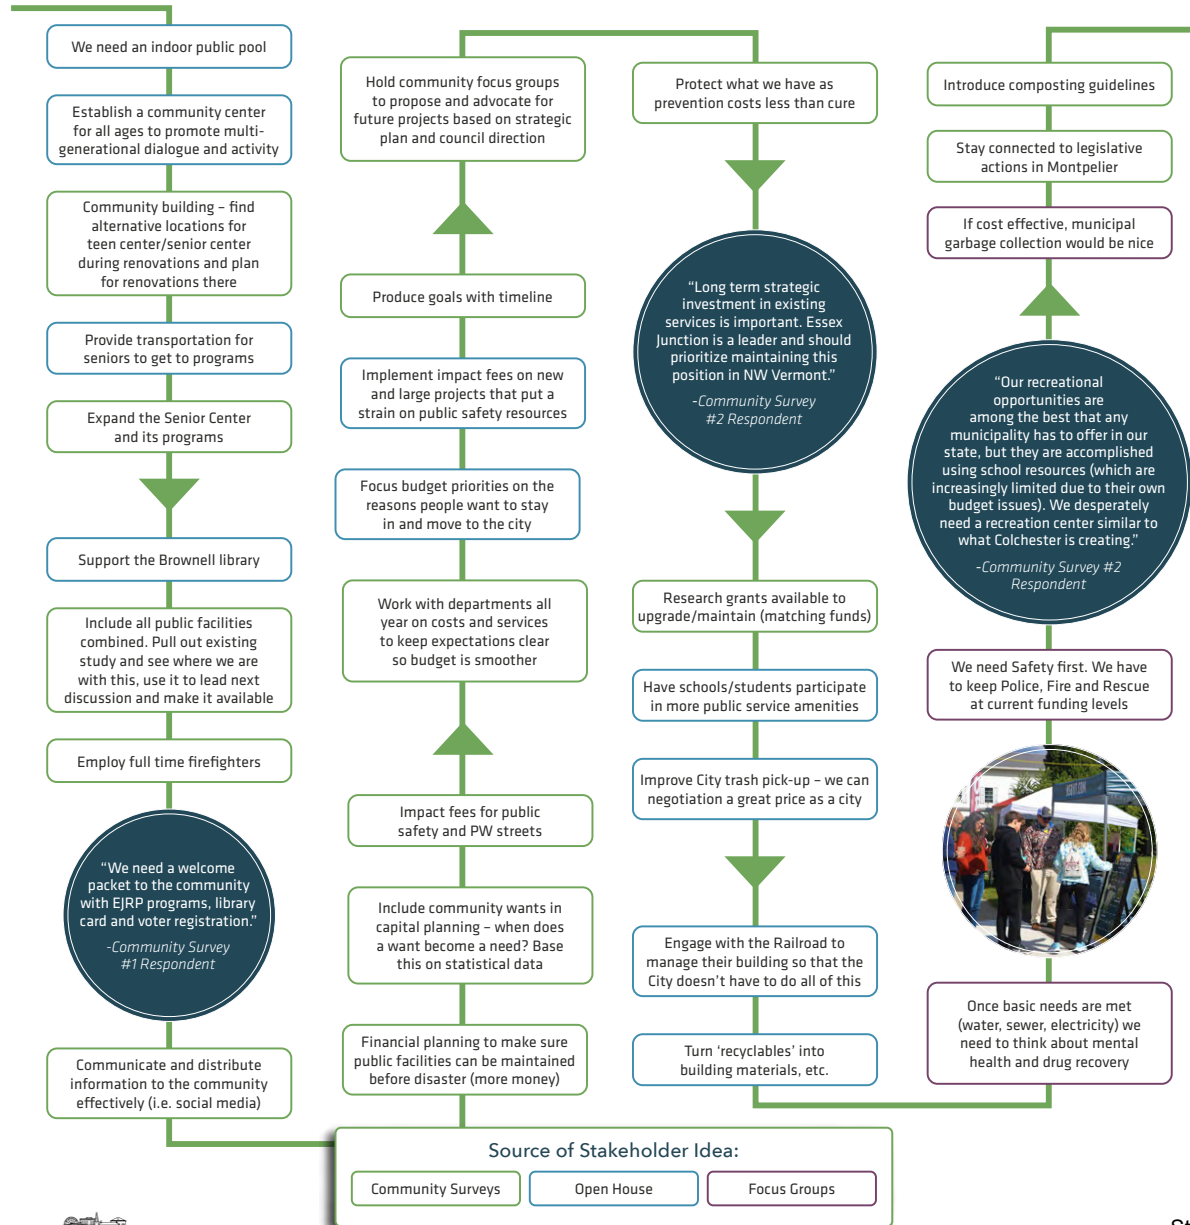 We need an indoor public pool
Establish a community center
for all ages to promote multi-
generational dialogue and activity
Community building – find
alternative locations for
teen center/senior center
during renovations and plan
for renovations there
Provide transportation for
seniors to get to programs
Expand the Senior Center
and its programs
Support the Brownell library
Include all public facilities
combined. Pull out existing
study and see where we are
with this, use it to lead next
discussion and make it available
Employ full time firefighters
“We need a welcome
packet to the community
with EJRP programs, library
card and voter registration.”
-Community Survey
#1 Respondent
Communicate and distribute
information to the community
effectively (i.e. social media)
Hold community focus groups
to propose and advocate for
future projects based on strategic
plan and council direction
Produce goals with timeline
Implement impact fees on new
and large projects that put a
strain on public safety resources
Focus budget priorities on the
reasons people want to stay
in and move to the city
Work with departments all
year on costs and services
to keep expectations clear
so budget is smoother
Impact fees for public
safety and PW streets
Include community wants in
capital planning – when does
a want become a need? Base
this on statistical data
Financial planning to make sure
public facilities can be maintained
before disaster (more money)
Protect what we have as
prevention costs less than cure
“Long term strategic
investment in existing
services is important. Essex
Junction is a leader and should
prioritize maintaining this
position in NW Vermont.”
-Community Survey
#2 Respondent
Research grants available to
upgrade/maintain (matching funds)
Have schools/students participate
in more public service amenities
Improve City trash pick-up – we can
negotiation a great price as a city
Engage with the Railroad to
manage their building so that the
City doesn’t have to do all of this
Turn ‘recyclables’ into
building materials, etc.
Introduce composting guidelines
Stay connected to legislative
actions in Montpelier
If cost effective, municipal
garbage collection would be nice
“Our recreational
opportunities are
among the best that any
municipality has to offer in our
state, but they are accomplished
using school resources (which are
increasingly limited due to their own
budget issues). We desperately
need a recreation center similar to
what Colchester is creating.”
-Community Survey #2
Respondent
We need Safety first. We have
to keep Police, Fire and Rescue
at current funding levels
Once basic needs are met
(water, sewer, electricity) we
need to think about mental
health and drug recovery
Source of Stakeholder Idea:
Community Surveys
Open House
Focus Groups